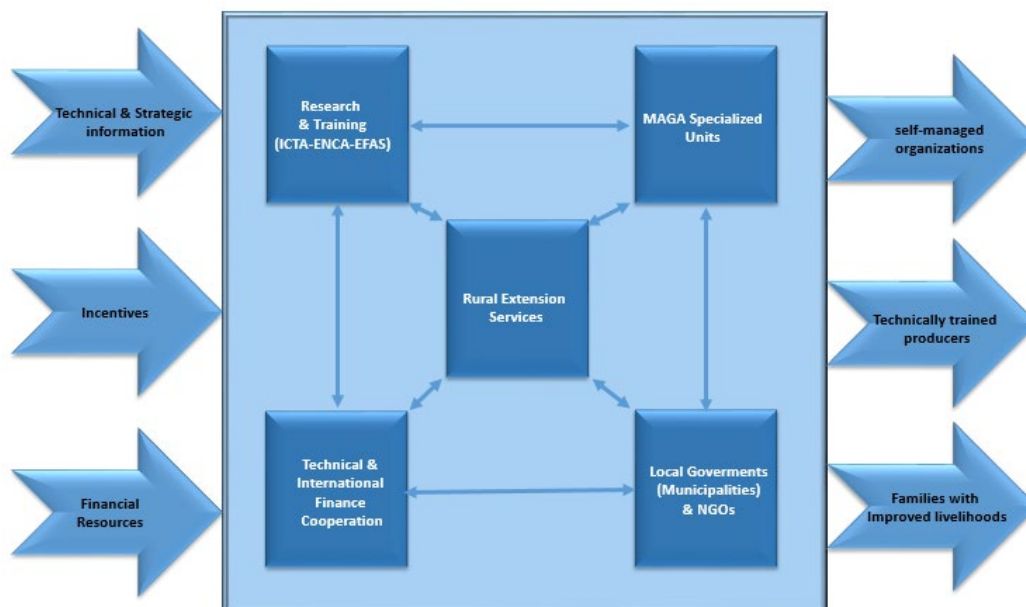 Technical & Strategic
information
Incentives
Financial
Resources
Research
& Training
(ICTA-ENCA-EFAS)
MAGA Specialized
Units
Rural Extension
Services
Technical &
International
Finance
Cooperation
Local Goverments
(Municipalities)
& NGOs
self-managed
organizations
Technically trained
producers
Families with
Improved livelihoods